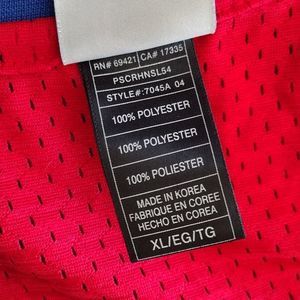 RN# 69421 CA# 17335
PSCRHNSL54
STYLE#:7045A 04
100% POLYESTER
100% POLYESTER
100% POLIESTER
MADE IN KOREA
FABRIQUE EN COREE
HECHO EN COREA
XL/EG/TG